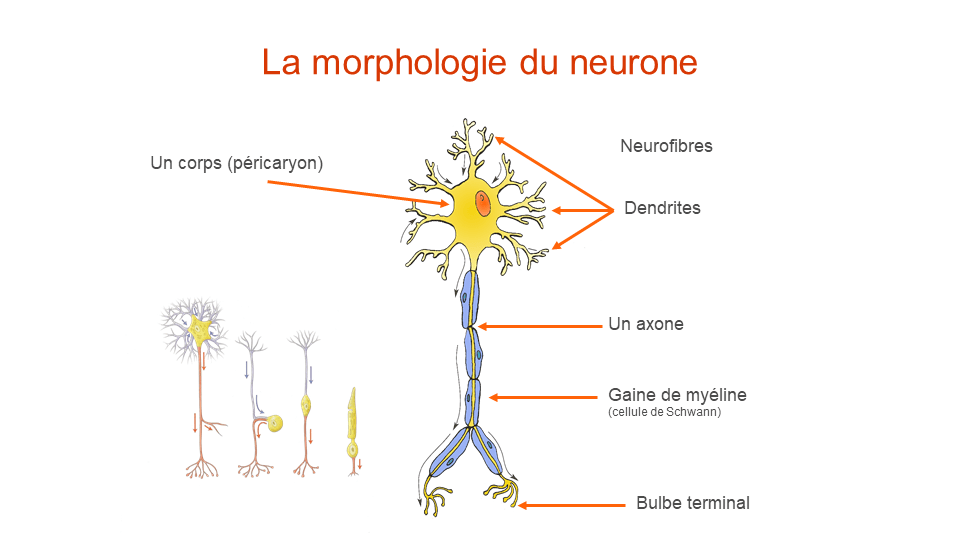 La morphologie du neurone
Neurofibres
Un corps (péricaryon)
Dendrites
Un axone
Gaine de myéline
(cellule de Schwann)
Bulbe terminal